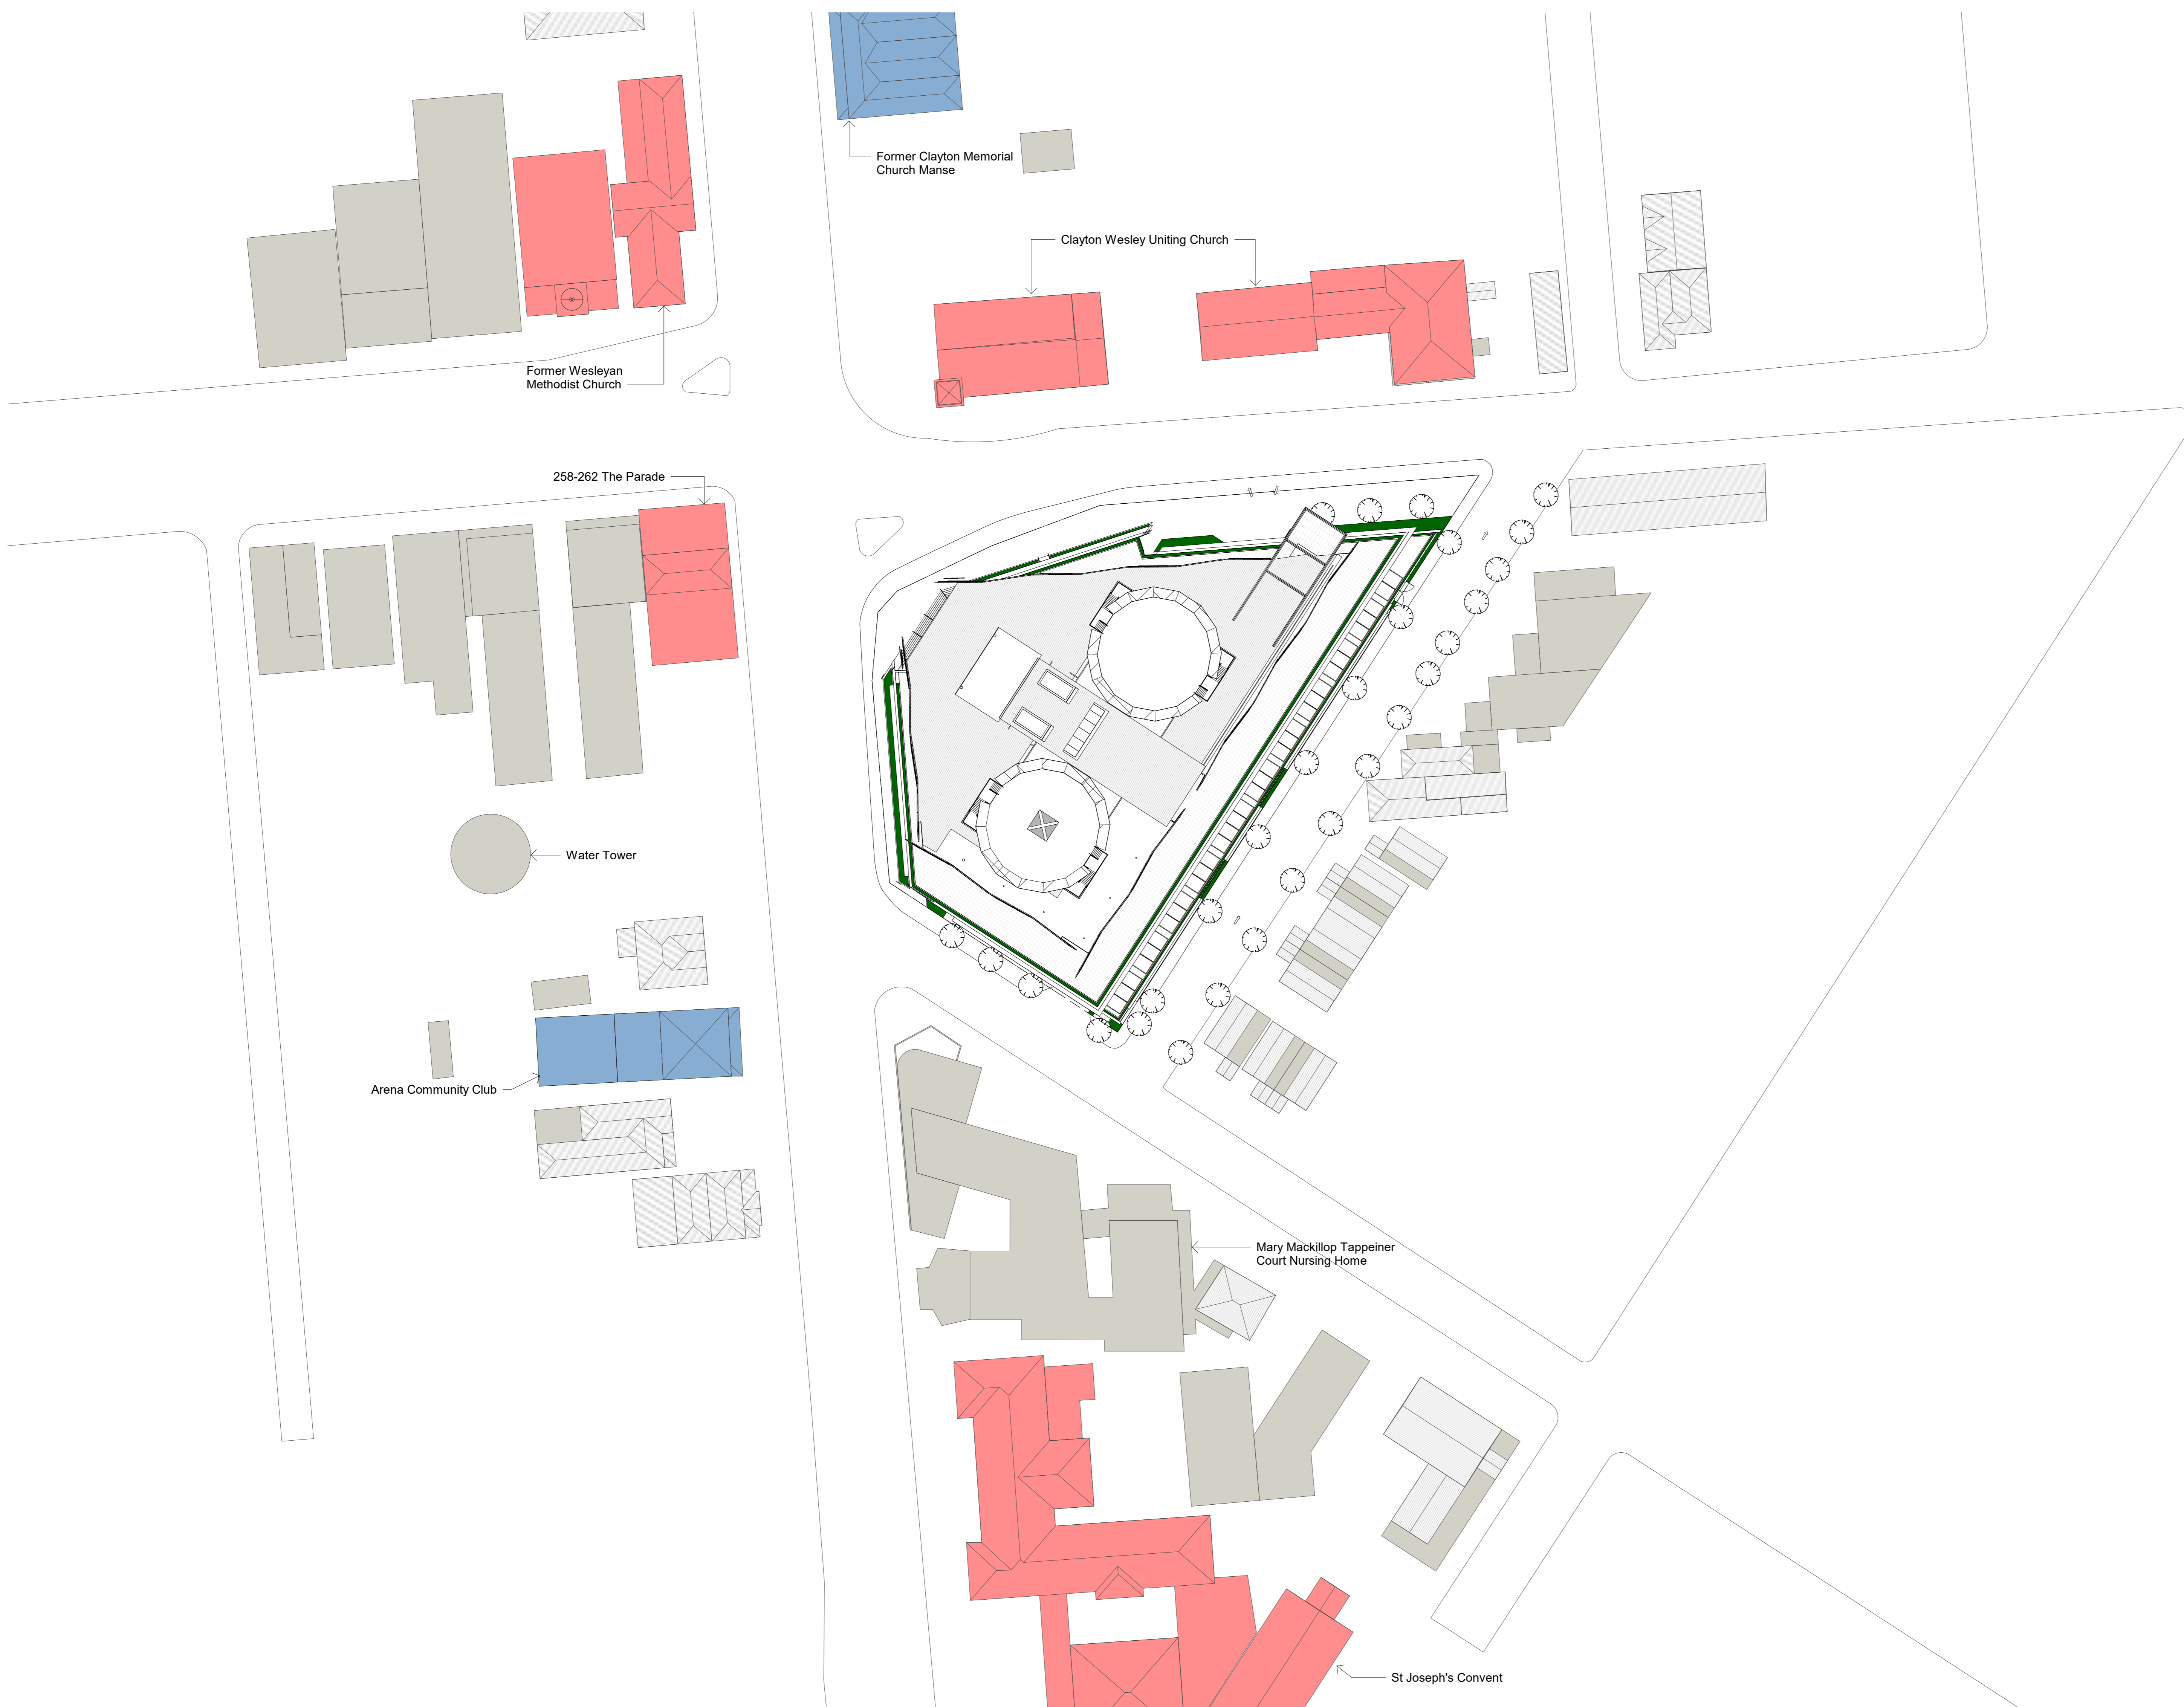 Former Clayton Memorial
Church Manse
Clayton Wesley Uniting Church
Former Wesleyan
Methodist Church
258-262 The Parade
Water Tower
Arena Community Club
Mary Mackillop Tappeiner
Court Nursing Home
St Joseph's Convent